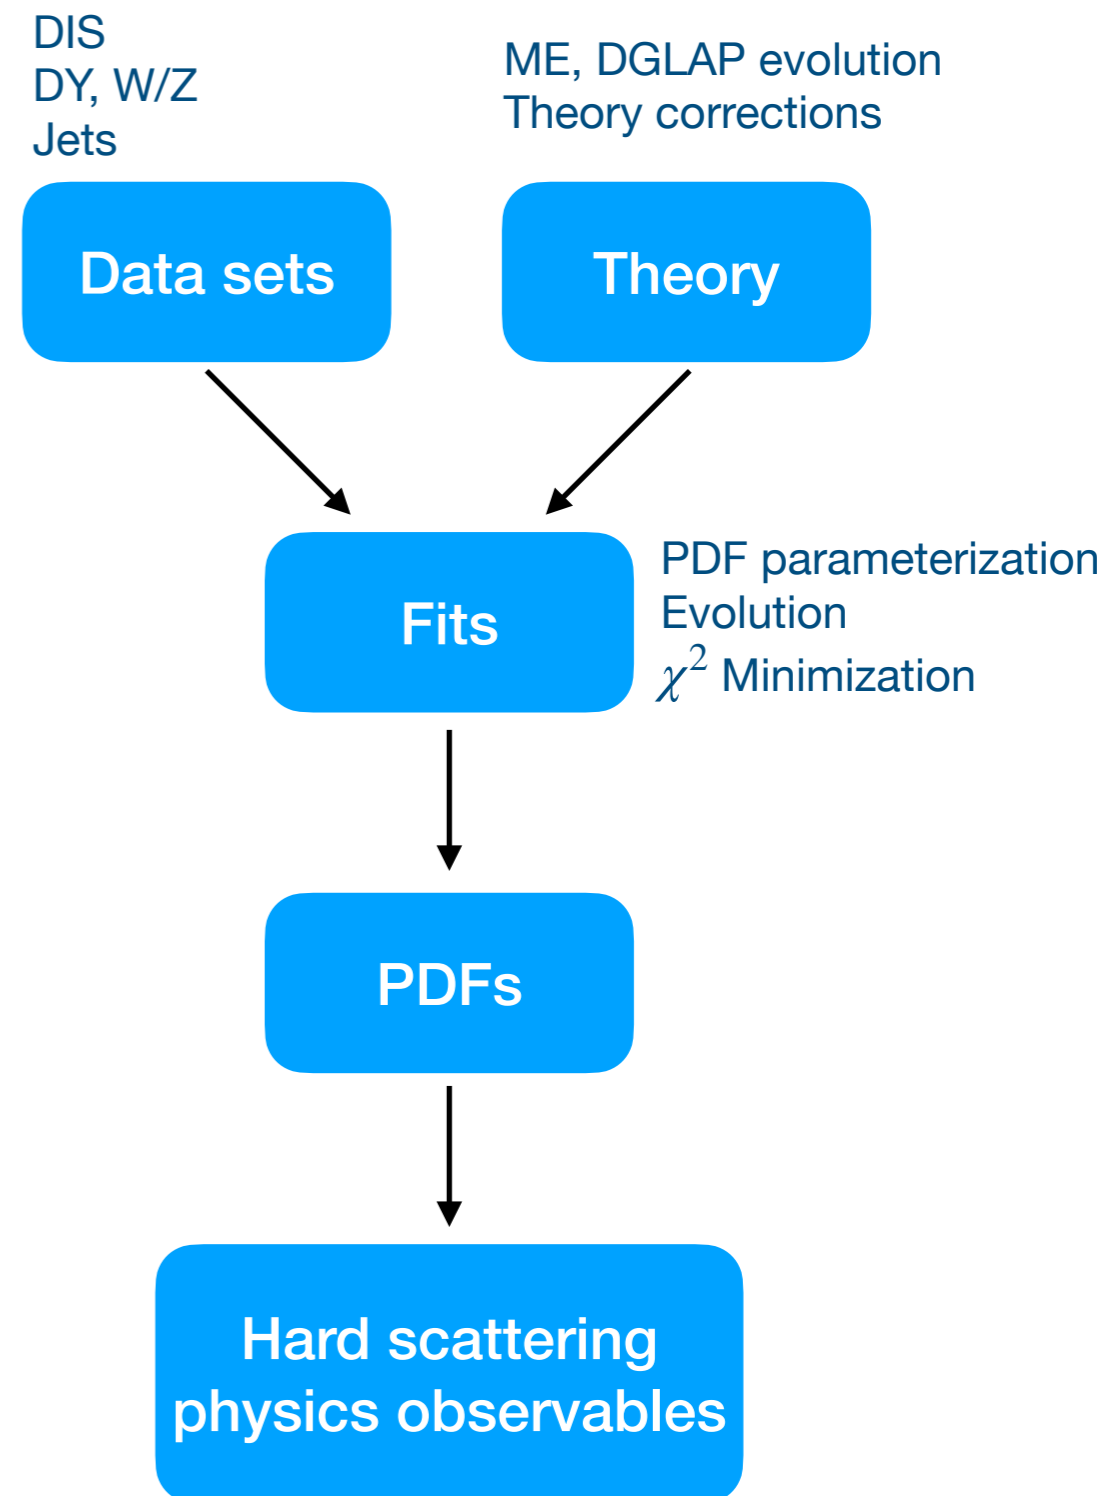 DIS
DY, W/Z
Jets
ME, DGLAP evolution
Theory corrections
Data sets
Theory
Fits
PDF parameterization
Evolution
χ² Minimization
PDFs
Hard scattering
physics observables